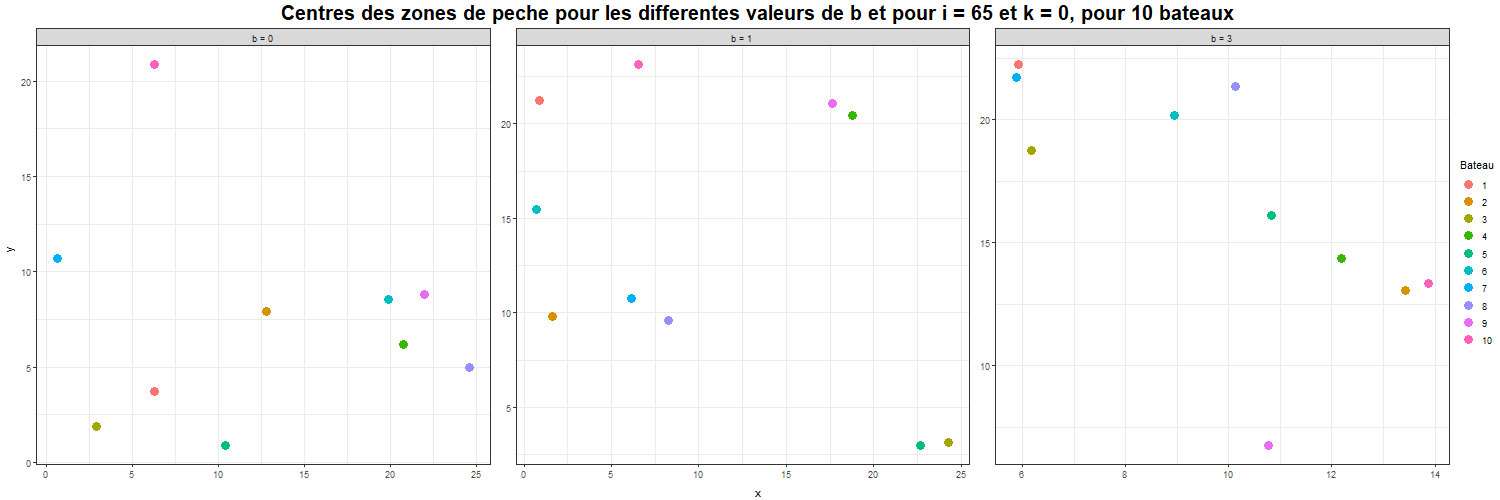 Centres des zones de peche pour les differentes valeurs de b et pour i = 65 et k = 0, pour 10 bateaux
b = 0
b = 1
b = 3
y
20
15
10
5
0
0 5 10 15 20 25
20
15
10
5
0 5 10 15 20 25
20
15
10
6 8 10 12 14
x
Bateau
1
2
3
4
5
6
7
8
9
10